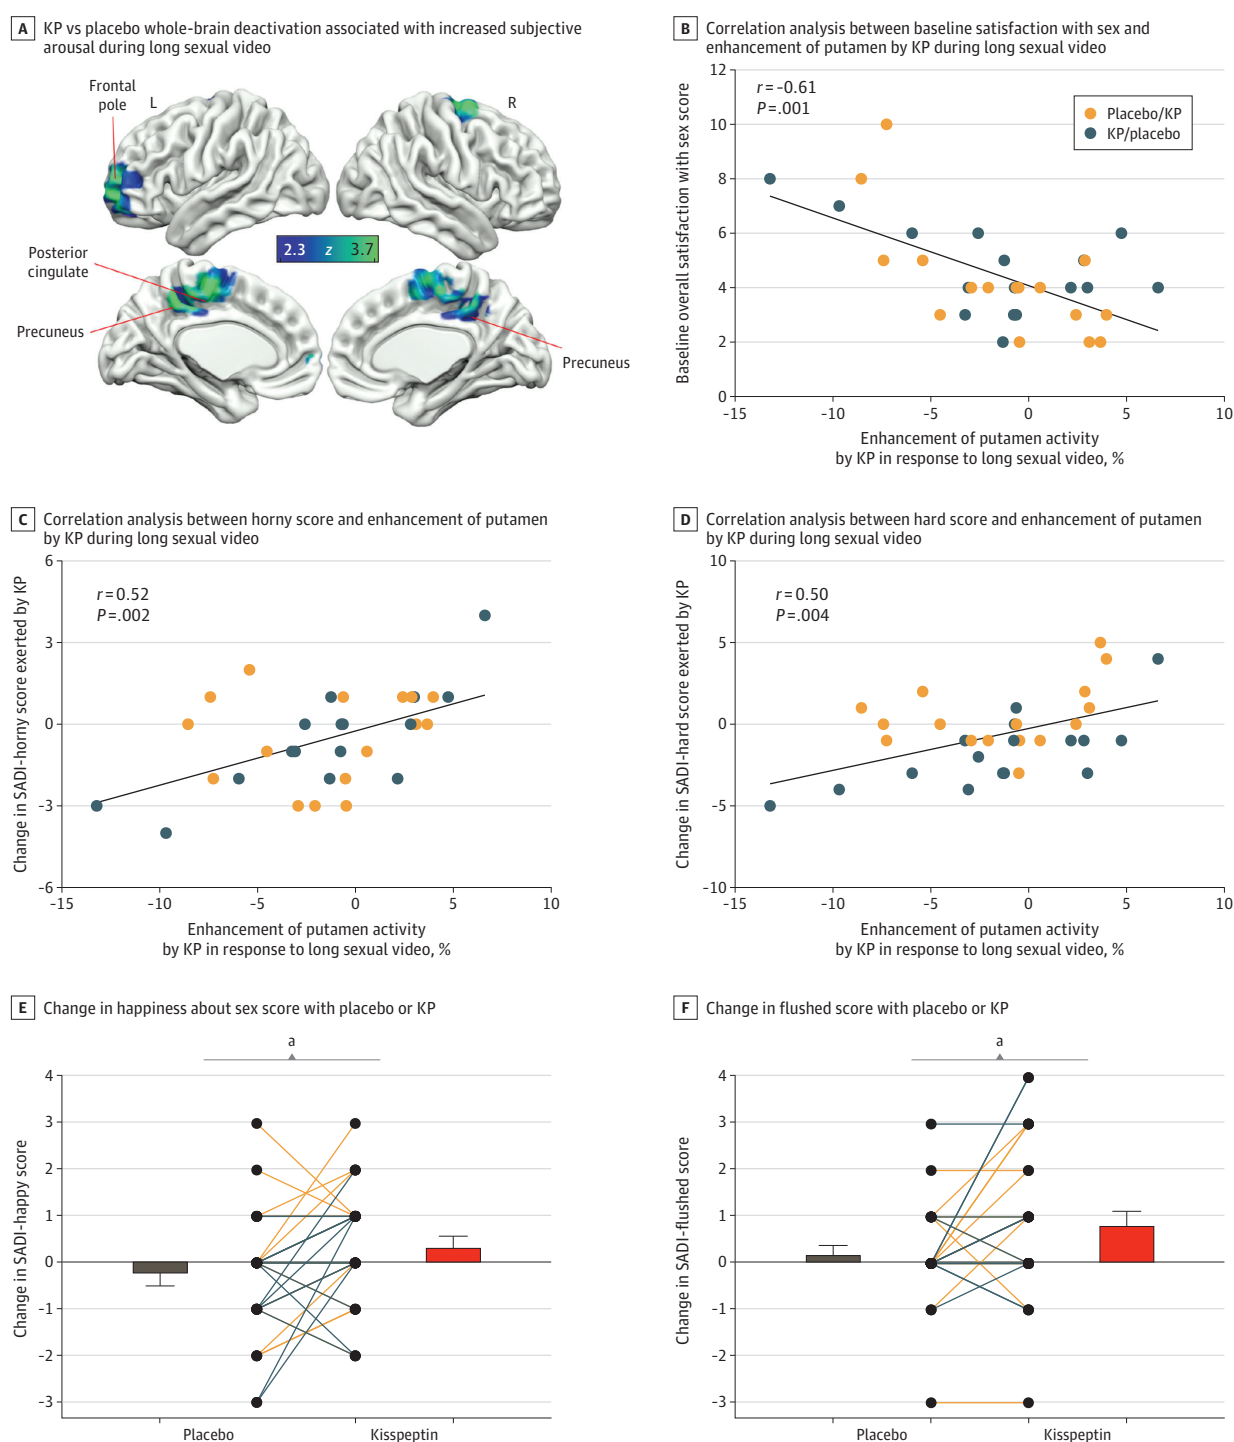 A KP vs placebo whole-brain deactivation associated with increased subjective
arousal during long sexual video
Frontal
pole
L
R
Posterior
cingulate
Precuneus
2.3 z 3.7
Precuneus
B Correlation analysis between baseline satisfaction with sex and
enhancement of putamen by KP during long sexual video
Baseline overall satisfaction with sex score
12
10
8
6
4
2
0
r = -0.61
P = .001
Placebo/KP
KP/placebo
-15 -10 -5 0 5 10
Enhancement of putamen activity
by KP in response to long sexual video, %
C Correlation analysis between horny score and enhancement of putamen
by KP during long sexual video
Change in SADI-horny score exerted by KP
6
3
0
-3
-6
r = 0.52
P = .002
-15 -10 -5 0 5 10
Enhancement of putamen activity
by KP in response to long sexual video, %
D Correlation analysis between hard score and enhancement of putamen
by KP during long sexual video
Change in SADI-hard score exerted by KP
10
5
0
-5
-10
r = 0.50
P = .004
-15 -10 -5 0 5 10
Enhancement of putamen activity
by KP in response to long sexual video, %
E Change in happiness about sex score with placebo or KP
a
Change in SADI-happy score
4
3
2
1
0
-1
-2
-3
Placebo Kisspeptin
F Change in flushed score with placebo or KP
a
Change in SADI-flushed score
4
3
2
1
0
-1
-2
-3
Placebo Kisspeptin